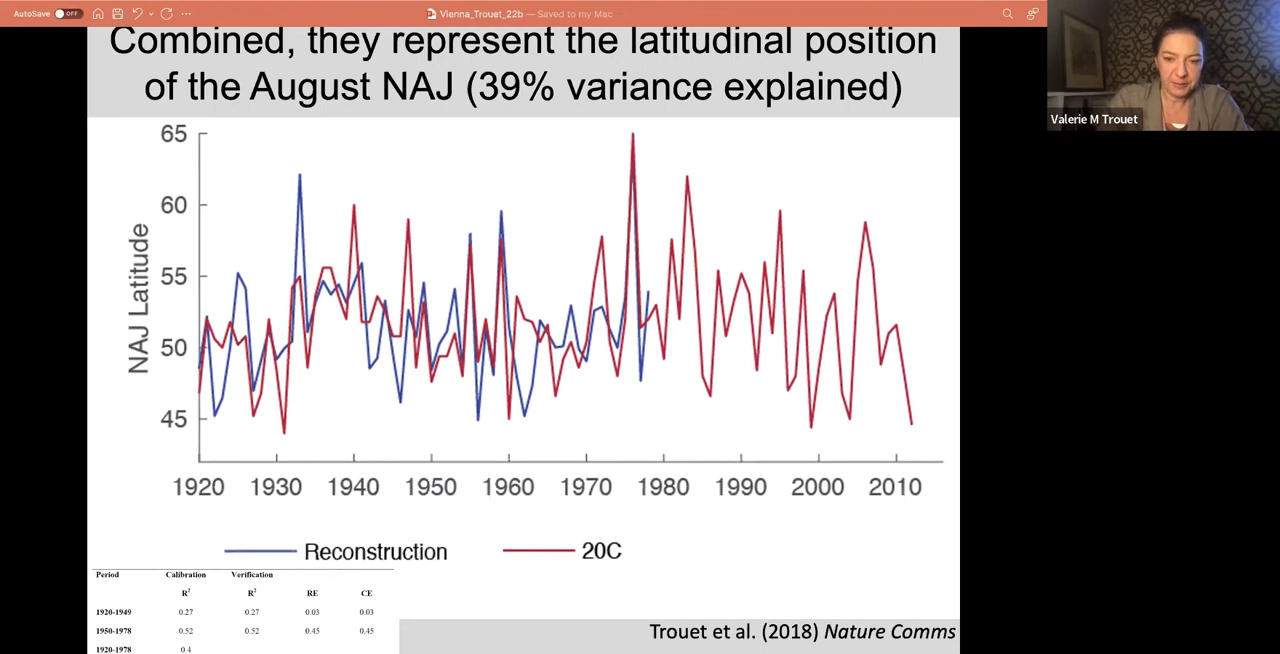 AutoSave OFF
Vienna_Trouet_22b — Saved to my Mac
Combined, they represent the latitudinal position
of the August NAJ (39% variance explained)
Valerie M Trouet
NAJ Latitude
65
60
55
50
45
1920 1930 1940 1950 1960 1970 1980 1990 2000 2010
Reconstruction 20C
Period Calibration Verification
R² R² RE CE
1920-1949 0.27 0.27 0.03 0.03
1950-1978 0.52 0.52 0.45 0.45
1920-1978 0.4
Trouet et al. (2018) Nature Comms